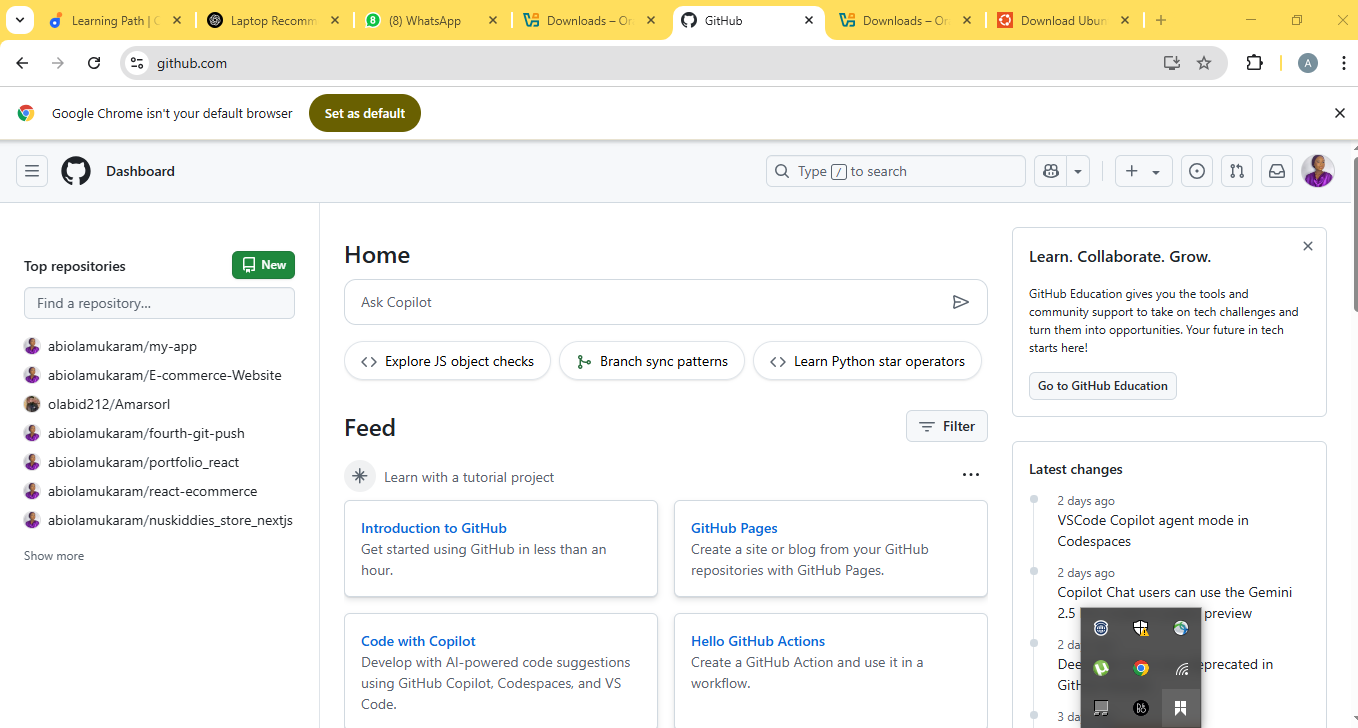 Learning Path | C
Laptop Recomm
(8) WhatsApp
Downloads – Or
GitHub
Downloads – Or
Download Ubun
github.com
A
Google Chrome isn't your default browser
Set as default
Dashboard
Type / to search
Top repositories
New
Find a repository...
abiolamukaram/my-app
abiolamukaram/E-commerce-Website
olabid212/Amarsorl
abiolamukaram/fourth-git-push
abiolamukaram/portfolio_react
abiolamukaram/react-ecommerce
abiolamukaram/nuskiddies_store_nextjs
Show more
Home
Ask Copilot
Explore JS object checks
Branch sync patterns
Learn Python star operators
Feed
Filter
Learn with a tutorial project
Introduction to GitHub
Get started using GitHub in less than an
hour.
GitHub Pages
Create a site or blog from your GitHub
repositories with GitHub Pages.
Code with Copilot
Develop with AI-powered code suggestions
using GitHub Copilot, Codespaces, and VS
Code.
Hello GitHub Actions
Create a GitHub Action and use it in a
workflow.
Learn. Collaborate. Grow.
GitHub Education gives you the tools and
community support to take on tech challenges and
turn them into opportunities. Your future in tech
starts here!
Go to GitHub Education
Latest changes
2 days ago
VSCode Copilot agent mode in
Codespaces
2 days ago
Copilot Chat users can use the Gemini
2.5 preview
2 da
Dee eprecated in
GitH
3 da